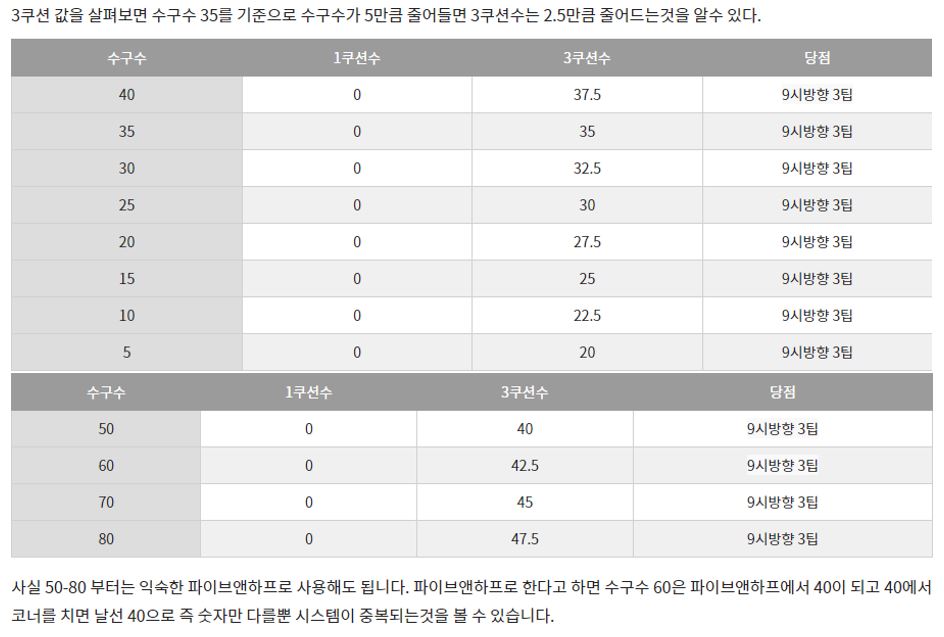 3쿠션 값을 살펴보면 수구수 35를 기준으로 수구수가 5만큼 줄어들면 3쿠션수는 2.5만큼 줄어드는것을 알수 있다.
수구수 1쿠션수 3쿠션수 당점
40 0 37.5 9시방향 3팁
35 0 35 9시방향 3팁
30 0 32.5 9시방향 3팁
25 0 30 9시방향 3팁
20 0 27.5 9시방향 3팁
15 0 25 9시방향 3팁
10 0 22.5 9시방향 3팁
5 0 20 9시방향 3팁
수구수 1쿠션수 3쿠션수 당점
50 0 40 9시방향 3팁
60 0 42.5 9시방향 3팁
70 0 45 9시방향 3팁
80 0 47.5 9시방향 3팁
사실 50-80 부터는 익숙한 파이브앤하프로 사용해도 됩니다. 파이브앤하프로 한다고 하면 수구수 60은 파이브앤하프에서 40이 되고 40에서
코너를 치면 날선 40으로 즉 숫자만 다를뿐 시스템이 중복되는것을 볼 수 있습니다.